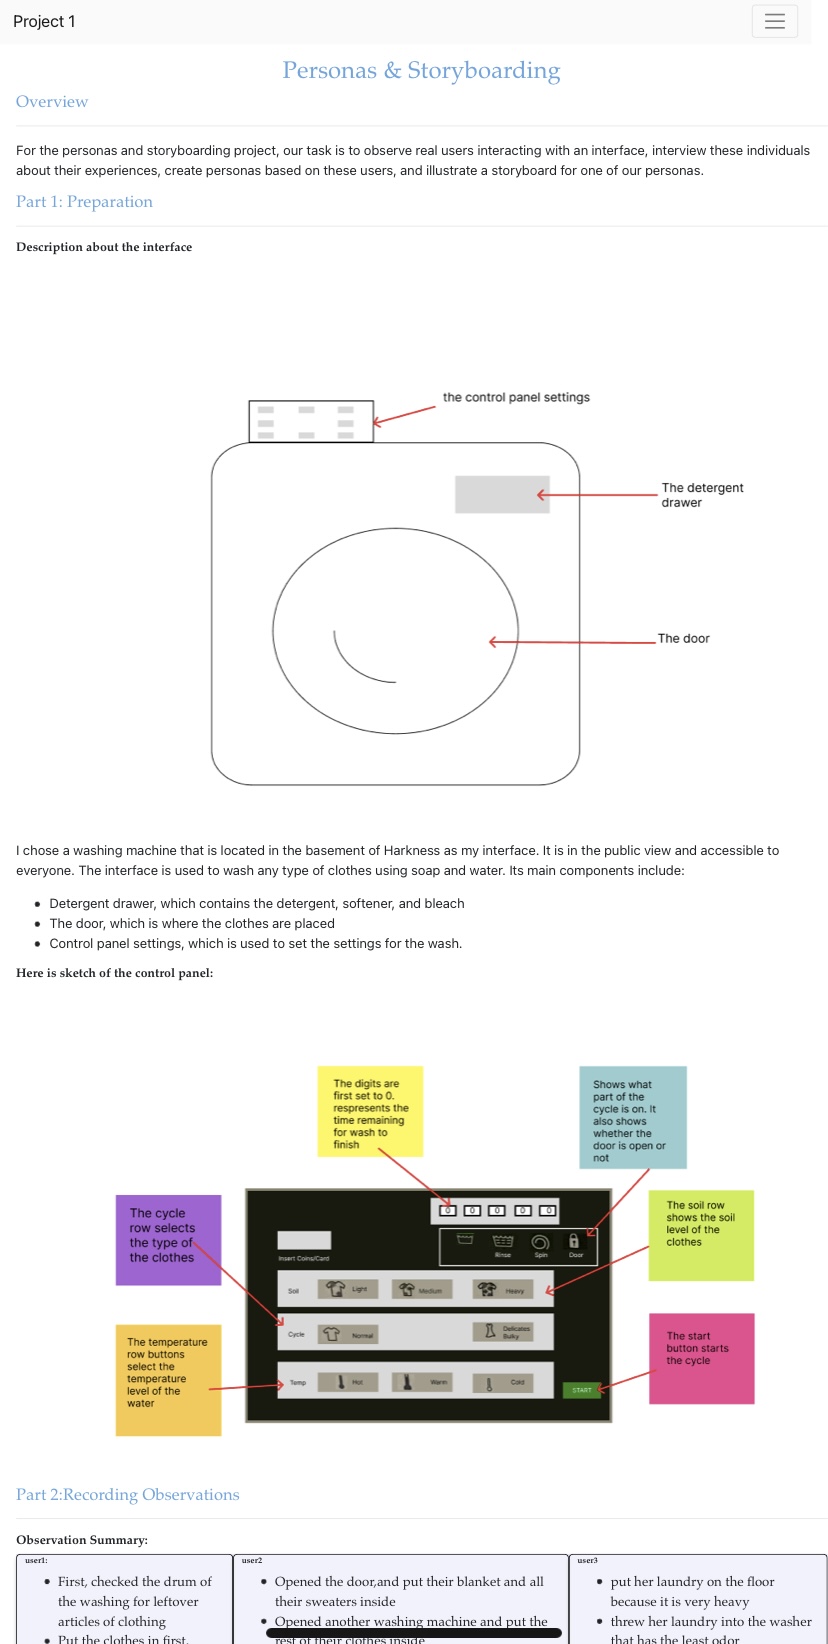 Project 1
Personas & Storyboarding
Overview
For the personas and storyboarding project, our task is to observe real users interacting with an interface, interview these individuals
about their experiences, create personas based on these users, and illustrate a storyboard for one of our personas.
Part 1: Preparation
Description about the interface
the control panel settings
The detergent
drawer
The door
I chose a washing machine that is located in the basement of Harkness as my interface. It is in the public view and accessible to
everyone. The interface is used to wash any type of clothes using soap and water. Its main components include:
Detergent drawer, which contains the detergent, softener, and bleach
The door, which is where the clothes are placed
Control panel settings, which is used to set the settings for the wash.
Here is sketch of the control panel:
The digits are
first set to 0.
respresents the
time remaining
for wash to
finish
Shows what
part of the
cycle is on. It
also shows
whether the
door is open or
not
The cycle
row selects
the type of
the clothes
The soil row
shows the soil
level of the
clothes
0 0 0 0 0
Insert Coins/Card
Rinse Spin Door
Soil Light Medium Heavy
Cycle Normal Delicates
Bulky
Temp Hot Warm Cold
START
The temperature
row buttons
select the
temperature
level of the
water
The start
button starts
the cycle
Part 2:Recording Observations
Observation Summary:
user1:
First, checked the drum of
the washing for leftover
articles of clothing
Put the clothes in first,
user2
Opened the door,and put their blanket and all
their sweaters inside
Opened another washing machine and put the
rest of their clothes inside
user3
put her laundry on the floor
because it is very heavy
threw her laundry into the washer
that has the least odor